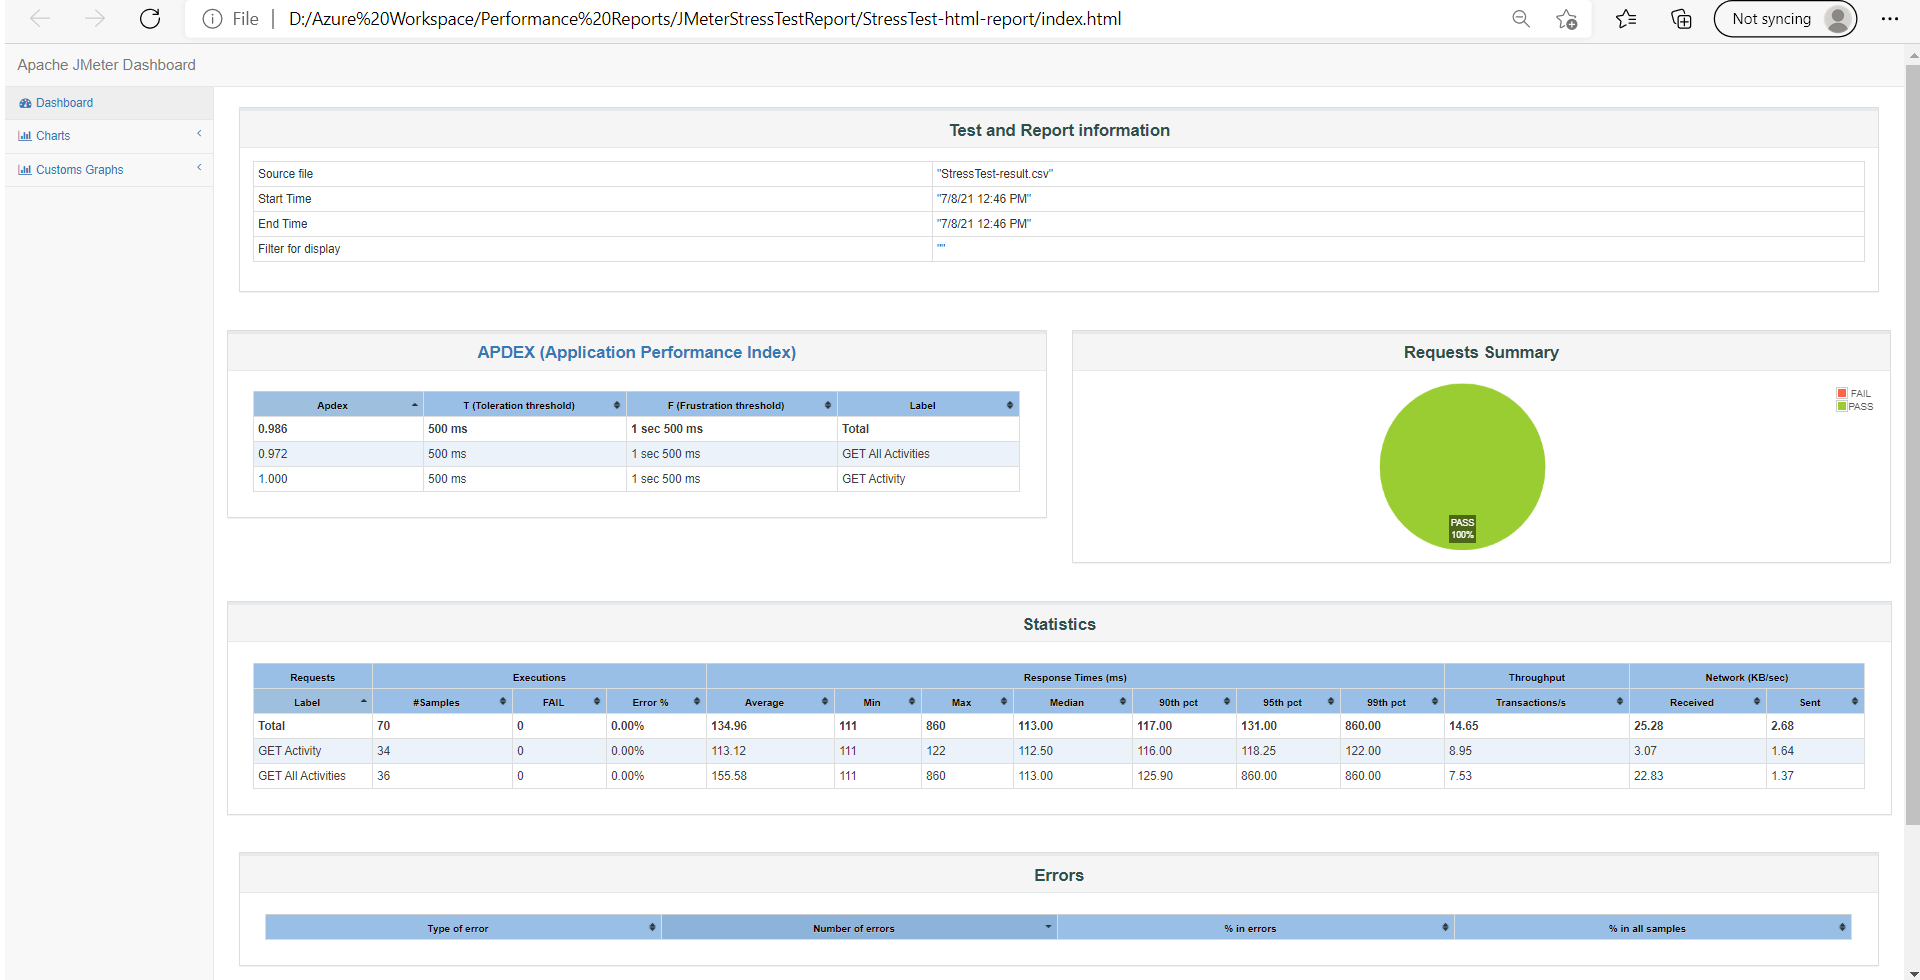 File | D:/Azure%20Workspace/Performance%20Reports/JMeterStressTestReport/StressTest-html-report/index.html Not syncing
Apache JMeter Dashboard
Dashboard
Charts
Customs Graphs
Test and Report information
Source file "StressTest-result.csv"
Start Time "7/8/21 12:46 PM"
End Time "7/8/21 12:46 PM"
Filter for display ""
APDEX (Application Performance Index)
Apdex T (Toleration threshold) F (Frustration threshold) Label
0.986 500 ms 1 sec 500 ms Total
0.972 500 ms 1 sec 500 ms GET All Activities
1.000 500 ms 1 sec 500 ms GET Activity
Requests Summary
FAIL
PASS
PASS
100%
Statistics
Requests Executions Response Times (ms) Throughput Network (KB/sec)
Label #Samples FAIL Error % Average Min Max Median 90th pct 95th pct 99th pct Transactions/s Received Sent
Total 70 0 0.00% 134.96 111 860 113.00 117.00 131.00 860.00 14.65 25.28 2.68
GET Activity 34 0 0.00% 113.12 111 122 112.50 116.00 118.25 122.00 8.95 3.07 1.64
GET All Activities 36 0 0.00% 155.58 111 860 113.00 125.90 860.00 860.00 7.53 22.83 1.37
Errors
Type of error Number of errors % in errors % in all samples